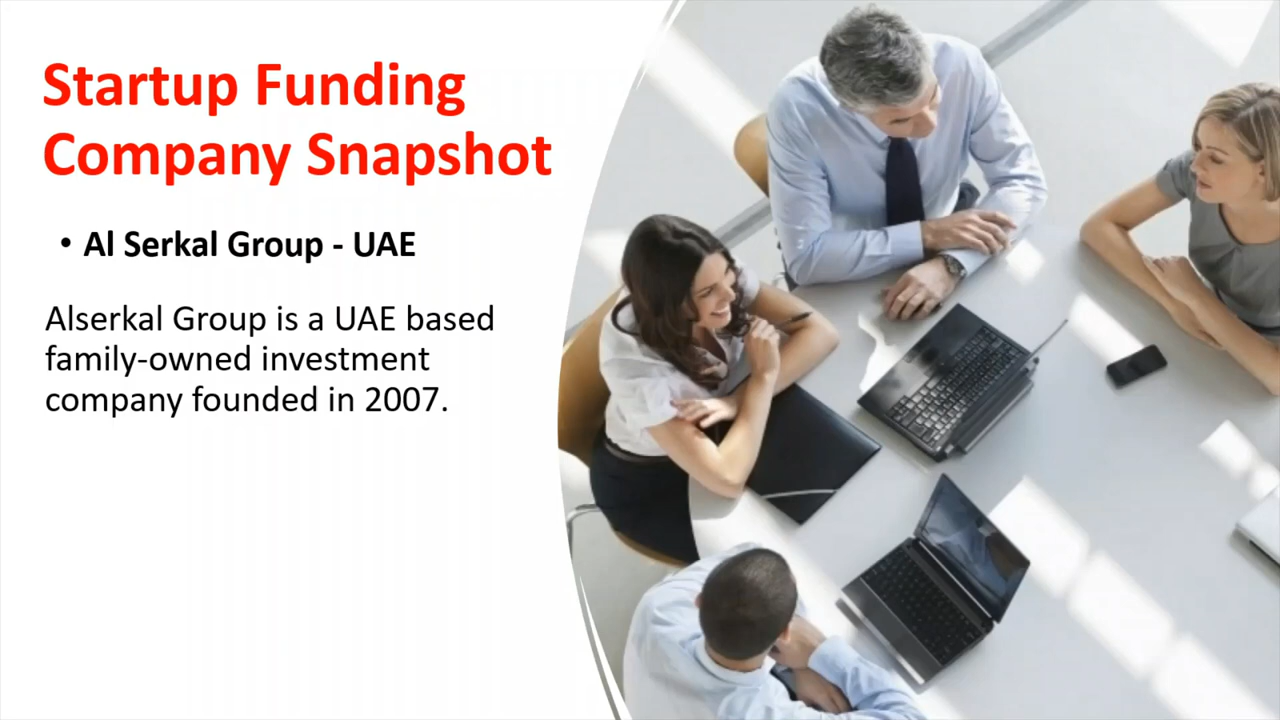 Startup Funding
Company Snapshot
• Al Serkal Group - UAE
Alserkal Group is a UAE based
family-owned investment
company founded in 2007.